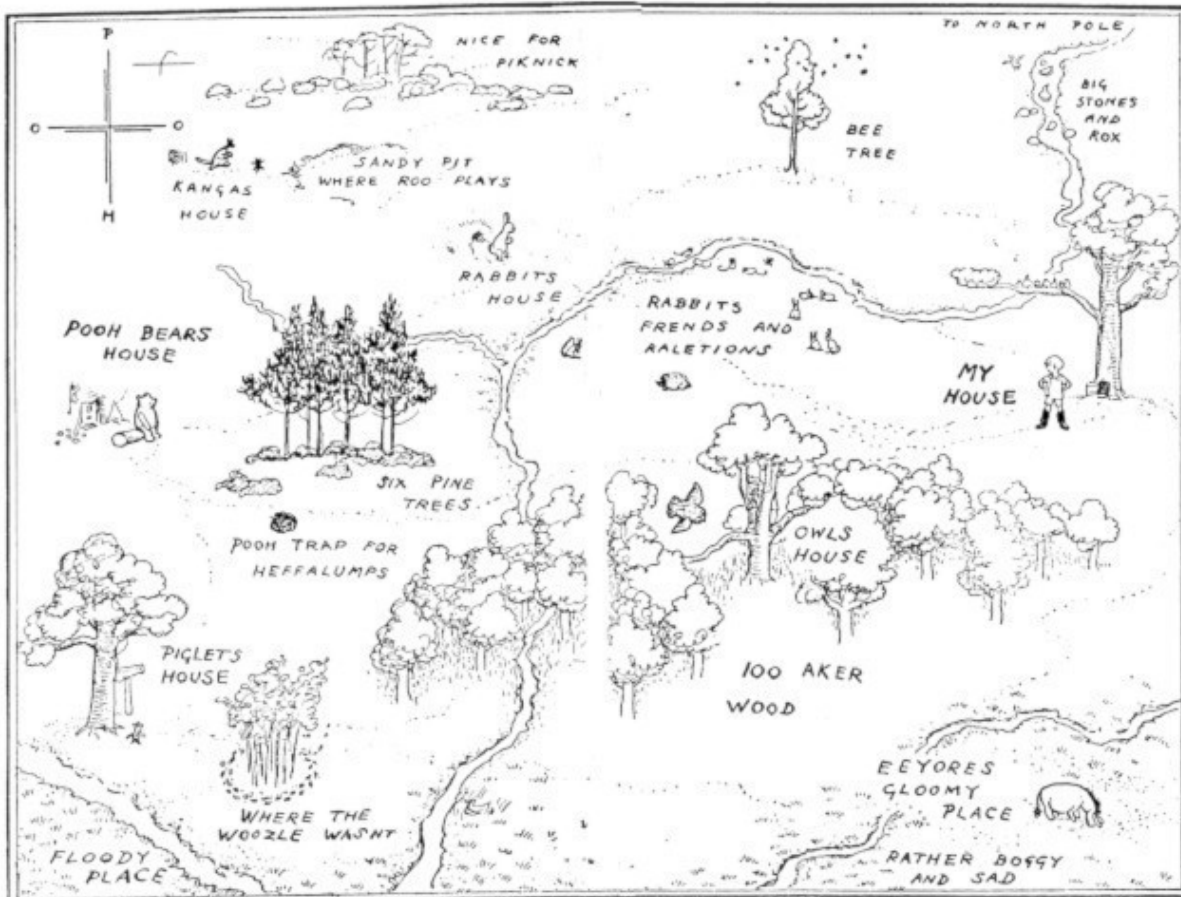 P
O
O
H
NICE FOR
PIKNICK
TO NORTH POLE
BIG
STONES
AND
ROX
BEE
TREE
KANGAS
HOUSE
SANDY PIT
WHERE ROO PLAYS
RABBITS
HOUSE
RABBITS
FRENDS AND
RALETIONS
POOH BEARS
HOUSE
MY
HOUSE
SIX PINE
TREES
POOH TRAP FOR
HEFFALUMPS
OWLS
HOUSE
PIGLETS
HOUSE
100 AKER
WOOD
WHERE THE
WOOZLE WASNT
FLOODY
PLACE
EEYORES
GLOOMY
PLACE
RATHER BOGGY
AND SAD